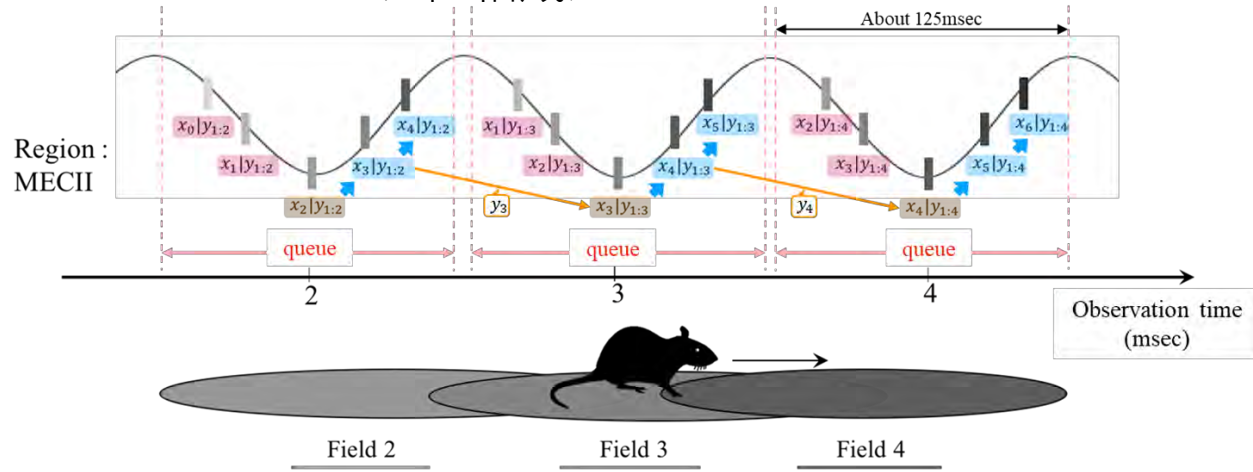 About 125msec
Region :
MECII
x₀|y₁:₂
x₁|y₁:₂
x₂|y₁:₂
x₃|y₁:₂
x₄|y₁:₂
y₃
x₁|y₁:₃
x₂|y₁:₃
x₃|y₁:₃
x₄|y₁:₃
x₅|y₁:₃
y₄
x₂|y₁:₄
x₃|y₁:₄
x₄|y₁:₄
x₅|y₁:₄
x₆|y₁:₄
queue
queue
queue
2
3
4
Observation time
(msec)
Field 2
Field 3
Field 4